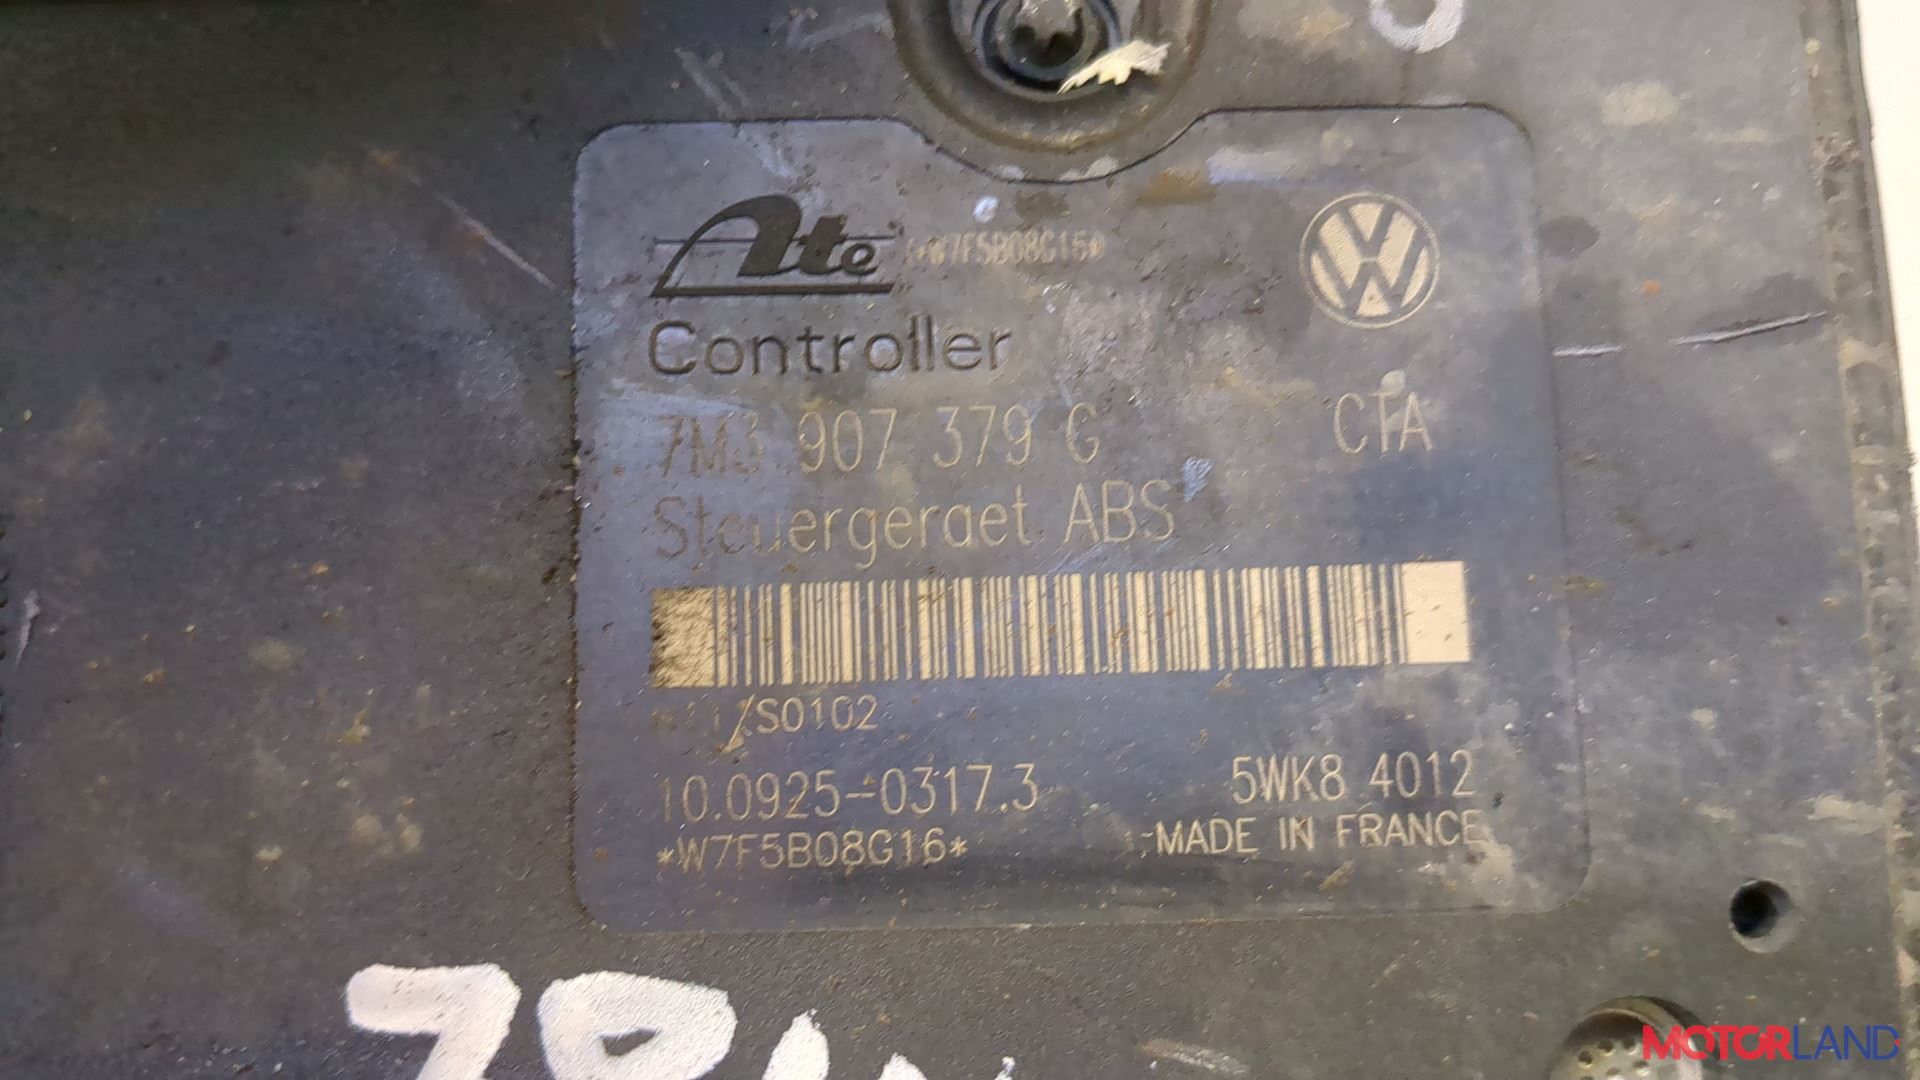 Ate *W7F5B08G16*
Controller
7M3 907 379 G CTA
Steuergeraet ABS
S0102
10.0925-0317.3 5WK8 4012
*W7F5B08G16* MADE IN FRANCE
MOTORLAND